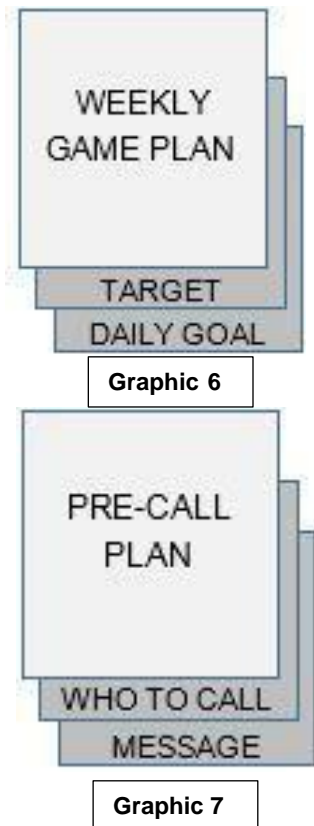 WEEKLY
GAME PLAN
TARGET
DAILY GOAL
Graphic 6
PRE-CALL
PLAN
WHO TO CALL
MESSAGE
Graphic 7